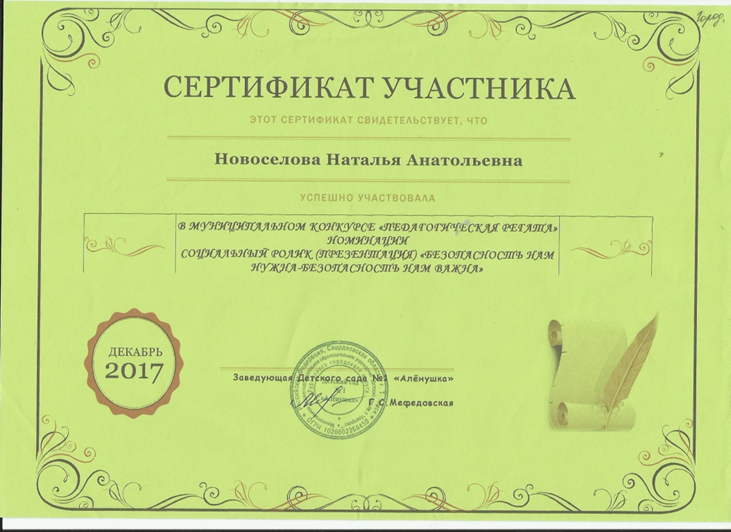 Город.
СЕРТИФИКАТ УЧАСТНИКА
ЭТОТ СЕРТИФИКАТ СВИДЕТЕЛЬСТВУЕТ, ЧТО
Новоселова Наталья Анатольевна
УСПЕШНО УЧАСТВОВАЛА
В МУНИЦИПАЛЬНОМ КОНКУРСЕ «ПЕДАГОГИЧЕСКАЯ РЕГАТА»
НОМИНАЦИИ
СОЦИАЛЬНЫЙ РОЛИК (ПРЕЗЕНТАЦИЯ) «БЕЗОПАСНОСТЬ НАМ
НУЖНА-БЕЗОПАСНОСТЬ НАМ ВАЖНА»
ДЕКАБРЬ
2017
Заведующая Детского сада №1 «Алёнушка»
Г.С.Мефедовская